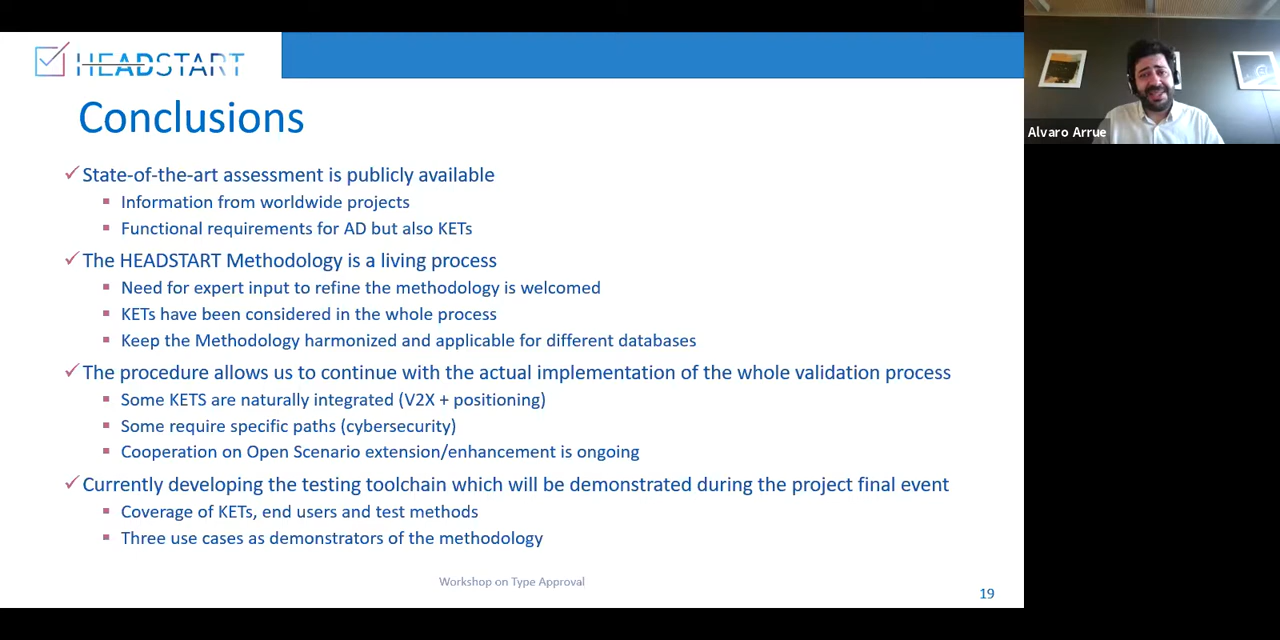 HEADSTART
Conclusions
State-of-the-art assessment is publicly available
Information from worldwide projects
Functional requirements for AD but also KETs
The HEADSTART Methodology is a living process
Need for expert input to refine the methodology is welcomed
KETs have been considered in the whole process
Keep the Methodology harmonized and applicable for different databases
The procedure allows us to continue with the actual implementation of the whole validation process
Some KETS are naturally integrated (V2X + positioning)
Some require specific paths (cybersecurity)
Cooperation on Open Scenario extension/enhancement is ongoing
Currently developing the testing toolchain which will be demonstrated during the project final event
Coverage of KETs, end users and test methods
Three use cases as demonstrators of the methodology
Workshop on Type Approval
19
Alvaro Arrue